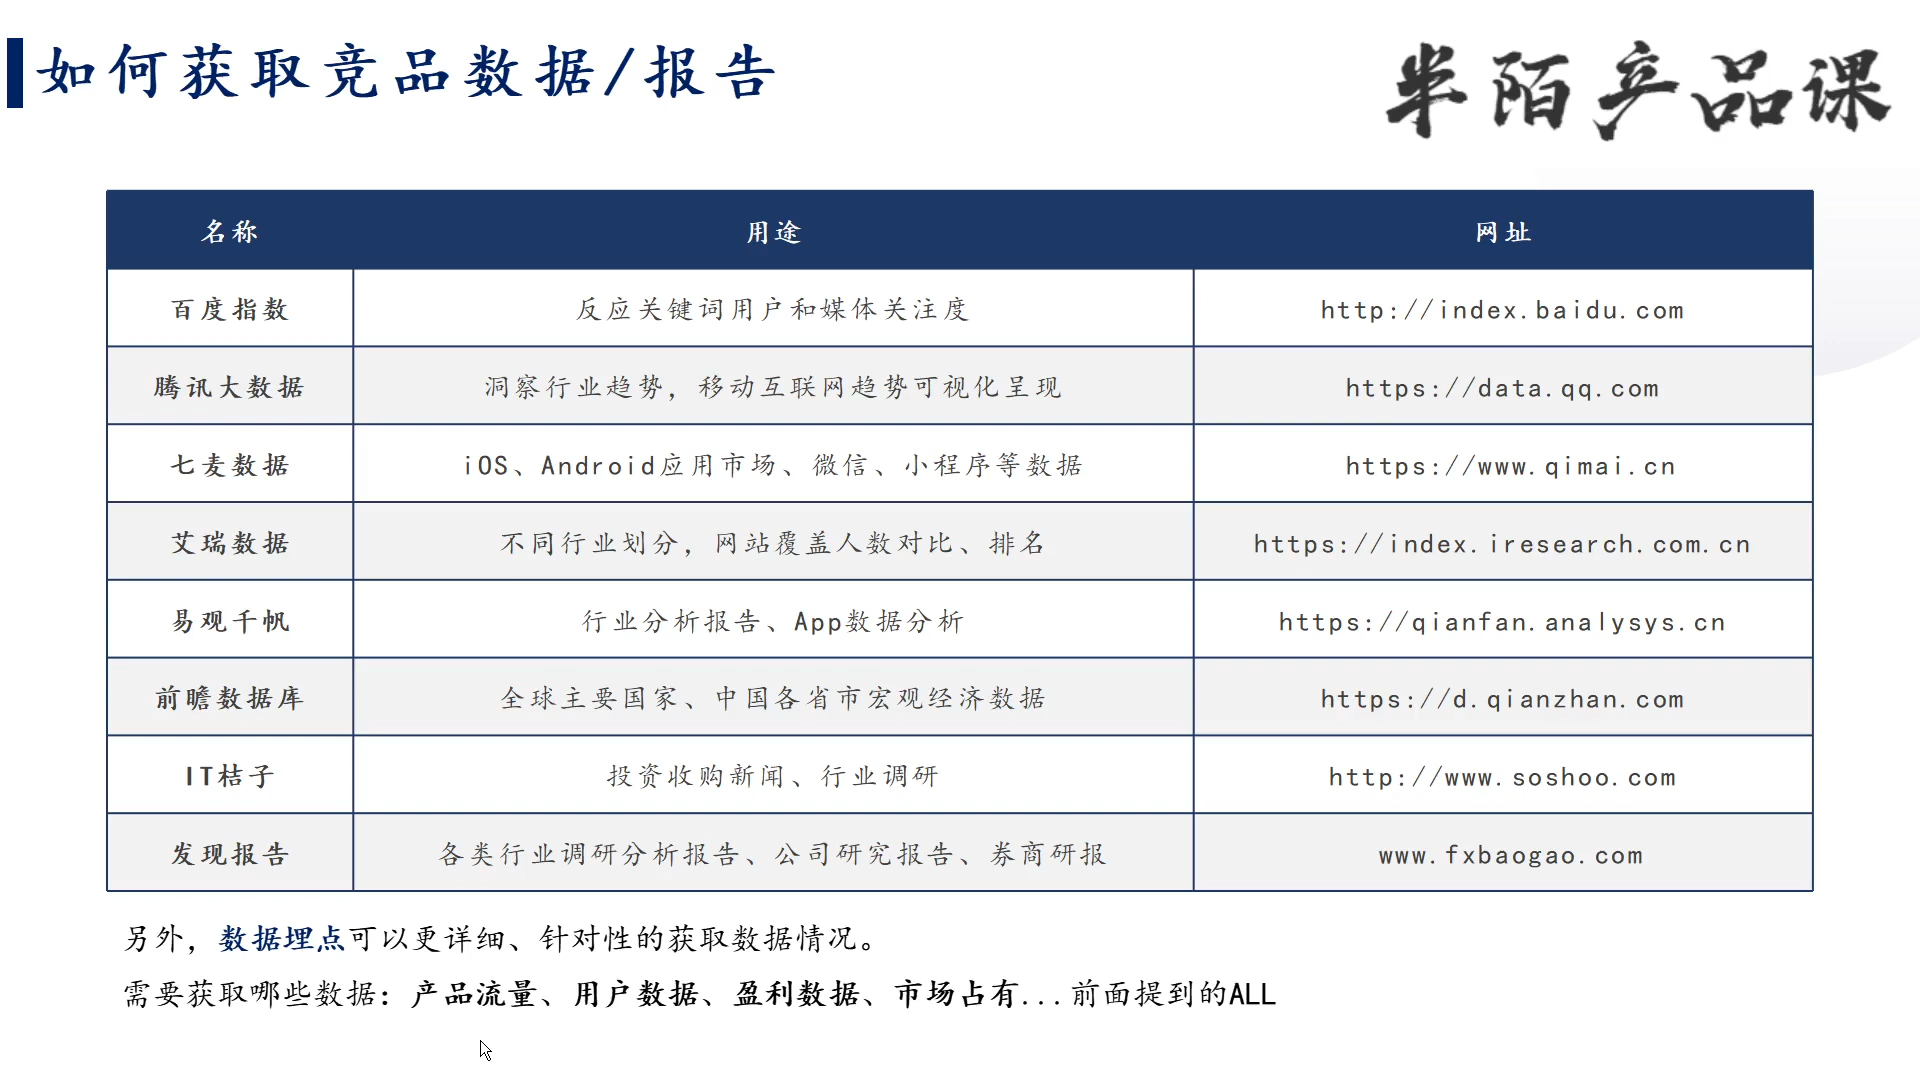 如何获取竞品数据/报告
半陌产品课
名称 用途 网址
百度指数 反应关键词用户和媒体关注度 http://index.baidu.com
腾讯大数据 洞察行业趋势，移动互联网趋势可视化呈现 https://data.qq.com
七麦数据 iOS、Android应用市场、微信、小程序等数据 https://www.qimai.cn
艾瑞数据 不同行业划分，网站覆盖人数对比、排名 https://index.iresearch.com.cn
易观千帆 行业分析报告、App数据分析 https://qianfan.analysys.cn
前瞻数据库 全球主要国家、中国各省市宏观经济数据 https://d.qianzhan.com
IT桔子 投资收购新闻、行业调研 http://www.soshoo.com
发现报告 各类行业调研分析报告、公司研究报告、券商研报 www.fxbaogao.com
另外，数据埋点可以更详细、针对性的获取数据情况。
需要获取哪些数据：产品流量、用户数据、盈利数据、市场占有...前面提到的ALL